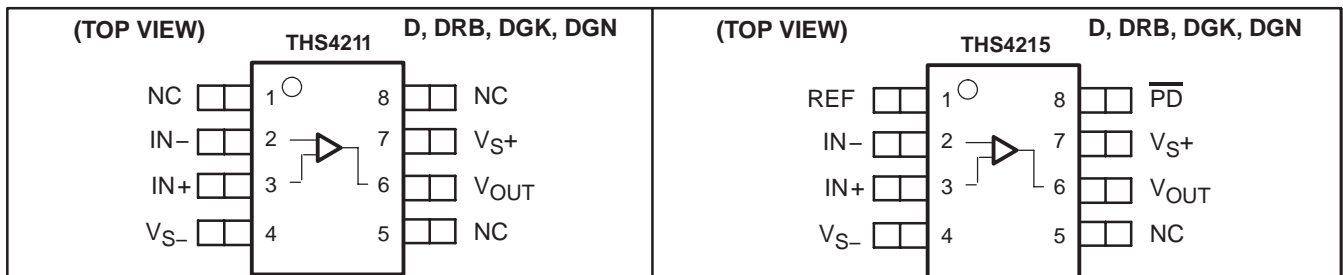 (TOP VIEW) THS4211 D, DRB, DGK, DGN
NC 1 8 NC
IN− 2 7 VS+
IN+ 3 6 VOUT
VS− 4 5 NC
(TOP VIEW) THS4215 D, DRB, DGK, DGN
REF 1 8 P̅D̅
IN− 2 7 VS+
IN+ 3 6 VOUT
VS− 4 5 NC